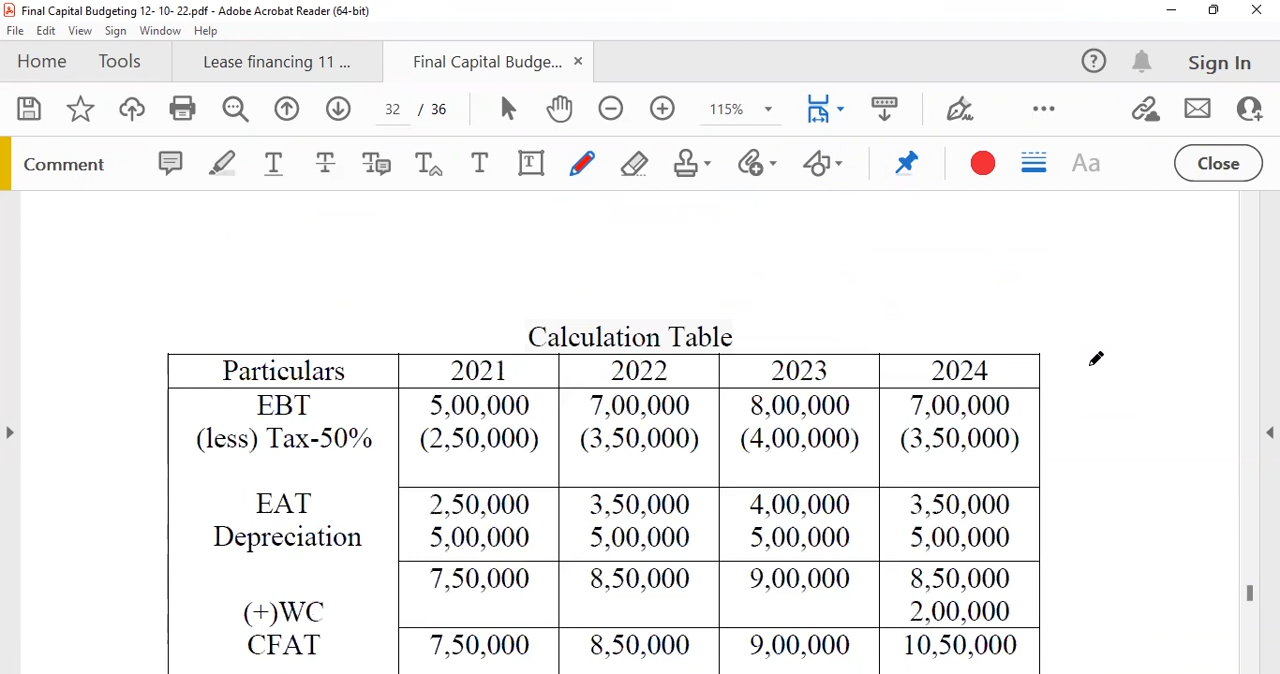 Final Capital Budgeting 12- 10- 22.pdf - Adobe Acrobat Reader (64-bit)
File Edit View Sign Window Help
Home Tools Lease financing 11 ... Final Capital Budge... × Sign In
32 / 36 115%
Comment Aa Close
Calculation Table
Particulars 2021 2022 2023 2024
EBT 5,00,000 7,00,000 8,00,000 7,00,000
(less) Tax-50% (2,50,000) (3,50,000) (4,00,000) (3,50,000)
EAT 2,50,000 3,50,000 4,00,000 3,50,000
Depreciation 5,00,000 5,00,000 5,00,000 5,00,000
7,50,000 8,50,000 9,00,000 8,50,000
(+)WC 2,00,000
CFAT 7,50,000 8,50,000 9,00,000 10,50,000